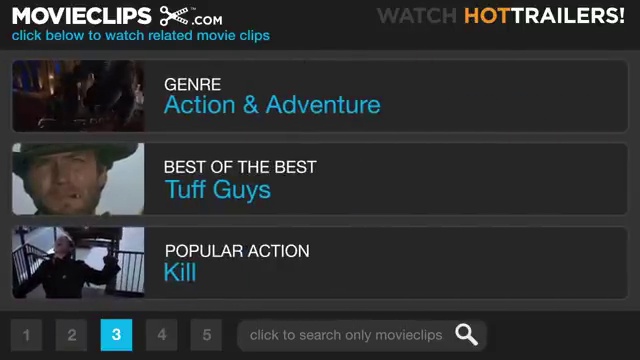 MOVIECLIPS .COM
WATCH HOTTRAILERS!
click below to watch related movie clips
GENRE
Action & Adventure
BEST OF THE BEST
Tuff Guys
POPULAR ACTION
Kill
1 2 3 4 5 click to search only movieclips